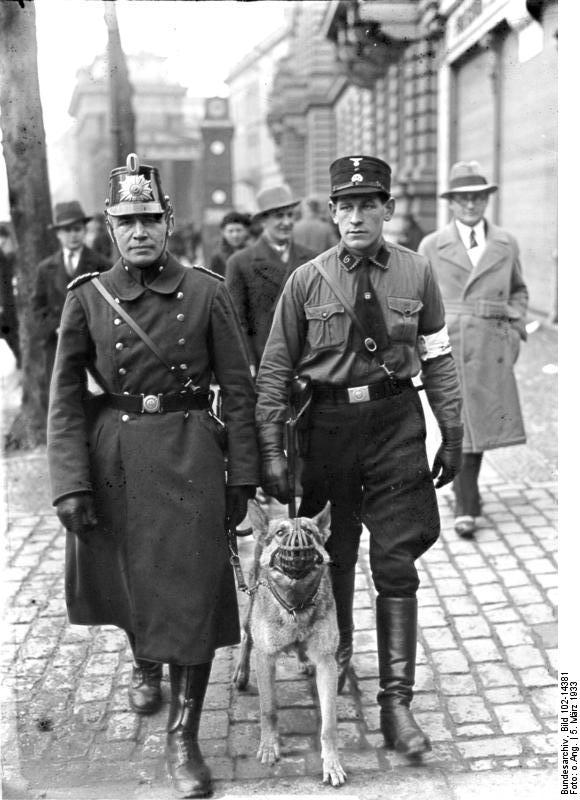 Bundesarchiv, Bild 102-14381
Foto: o.Ang. | 5. März 1933